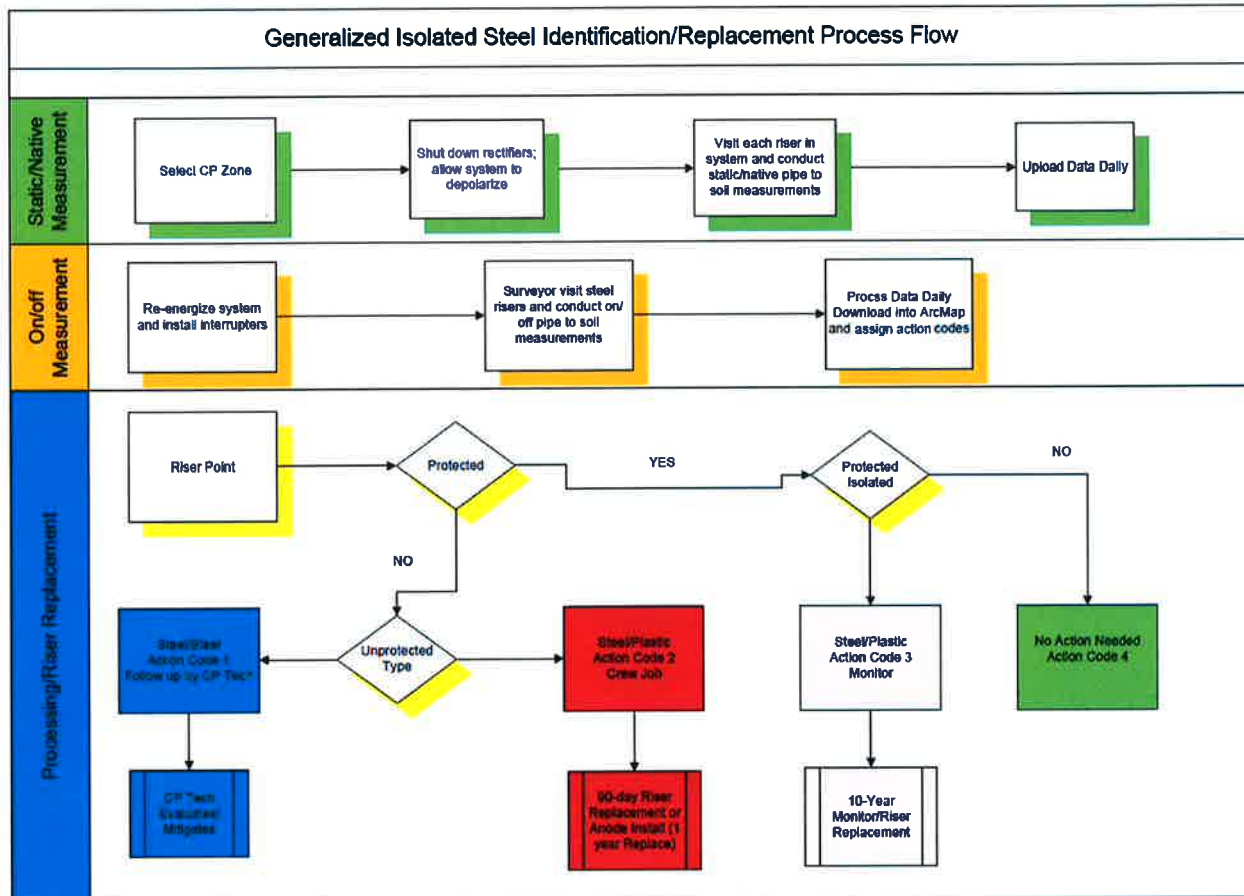 Generalized Isolated Steel Identification/Replacement Process Flow
Static/Native
Measurement
Select CP Zone
Shut down rectifiers;
allow system to
depolarize
Visit each riser in
system and conduct
static/native pipe to
soil measurements
Upload Data Daily
On/off
Measurement
Re-energize system
and install interrupters
Surveyor visit steel
risers and conduct on/
off pipe to soil
measurements
Procss Data Daily
Download into ArcMap
and assign action codes
Processing/Riser Replacement
Riser Point
Protected
YES
Protected
Isolated
NO
NO
Steel/Steel
Action Code 1
Follow up by CP Tech
Unprotected
Type
Steel/Plastic
Action Code 2
Crew Job
Steel/Plastic
Action Code 3
Monitor
No Action Needed
Action Code 4
CP Tech
Evaluates/
Mitigates
90-day Riser
Replacement or
Anode Install (1
year Replace)
10-Year
Monitor/Riser
Replacement